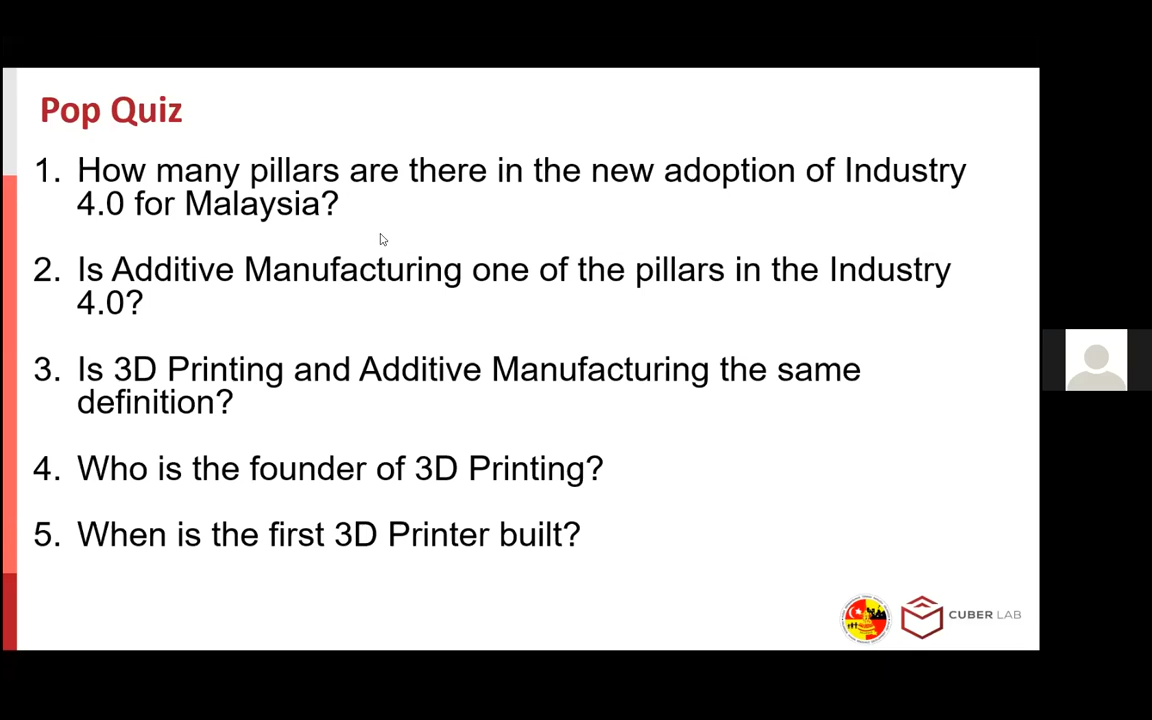 Pop Quiz
1. How many pillars are there in the new adoption of Industry
4.0 for Malaysia?
2. Is Additive Manufacturing one of the pillars in the Industry
4.0?
3. Is 3D Printing and Additive Manufacturing the same
definition?
4. Who is the founder of 3D Printing?
5. When is the first 3D Printer built?
CUBER LAB